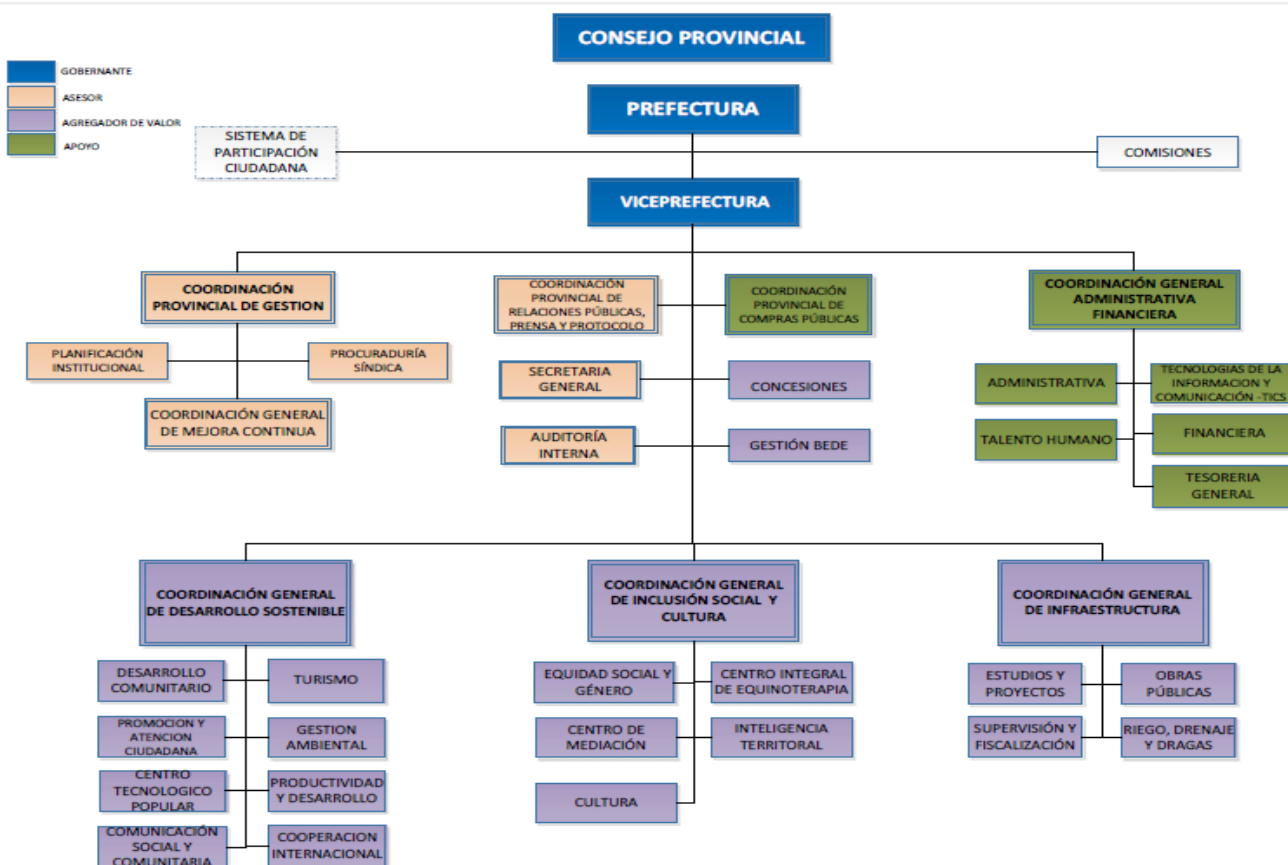 CONSEJO PROVINCIAL
GOBERNANTE
ASESOR
AGREGADOR DE VALOR
APOYO
PREFECTURA
SISTEMA DE
PARTICIPACIÓN
CIUDADANA
COMISIONES
VICEPREFECTURA
COORDINACIÓN
PROVINCIAL DE GESTION
COORDINACIÓN
PROVINCIAL DE
RELACIONES PÚBLICAS,
PRENSA Y PROTOCOLO
COORDINACIÓN
PROVINCIAL DE
COMPRAS PÚBLICAS
COORDINACIÓN GENERAL
ADMINISTRATIVA
FINANCIERA
PLANIFICACIÓN
INSTITUCIONAL
PROCURADURÍA
SÍNDICA
COORDINACIÓN GENERAL
DE MEJORA CONTINUA
SECRETARIA
GENERAL
CONCESIONES
AUDITORÍA
INTERNA
GESTIÓN BEDE
ADMINISTRATIVA
TECNOLOGIAS DE LA
INFORMACION Y
COMUNICACIÓN -TICS
TALENTO HUMANO
FINANCIERA
TESORERIA
GENERAL
COORDINACIÓN GENERAL
DE DESARROLLO SOSTENIBLE
COORDINACIÓN GENERAL
DE INCLUSIÓN SOCIAL Y
CULTURA
COORDINACIÓN GENERAL
DE INFRAESTRUCTURA
DESARROLLO
COMUNITARIO
TURISMO
PROMOCION Y
ATENCION
CIUDADANA
GESTION
AMBIENTAL
CENTRO
TECNOLOGICO
POPULAR
PRODUCTIVIDAD
Y DESARROLLO
COMUNICACIÓN
SOCIAL Y
COMUNITARIA
COOPERACION
INTERNACIONAL
EQUIDAD SOCIAL Y
GÉNERO
CENTRO INTEGRAL
DE EQUINOTERAPIA
CENTRO DE
MEDIACIÓN
INTELIGENCIA
TERRITORAL
CULTURA
ESTUDIOS Y
PROYECTOS
OBRAS
PÚBLICAS
SUPERVISIÓN Y
FISCALIZACIÓN
RIEGO, DRENAJE
Y DRAGAS